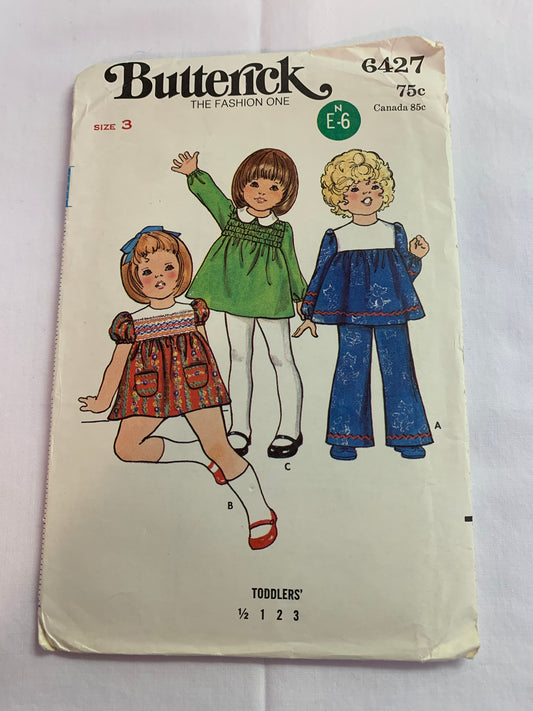 Butterick
THE FASHION ONE
6427
75c
Canada 85c
SIZE 3
N
E-6
A
C
B
TODDLERS'
½ 1 2 3